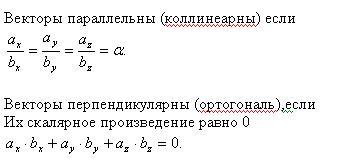 Векторы параллельны (коллинеарны) если
a_x/b_x = a_y/b_y = a_z/b_z = α.
Векторы перпендикулярны (ортогональ),если
Их скалярное произведение равно 0
a_x · b_x + a_y · b_y + a_z · b_z = 0.